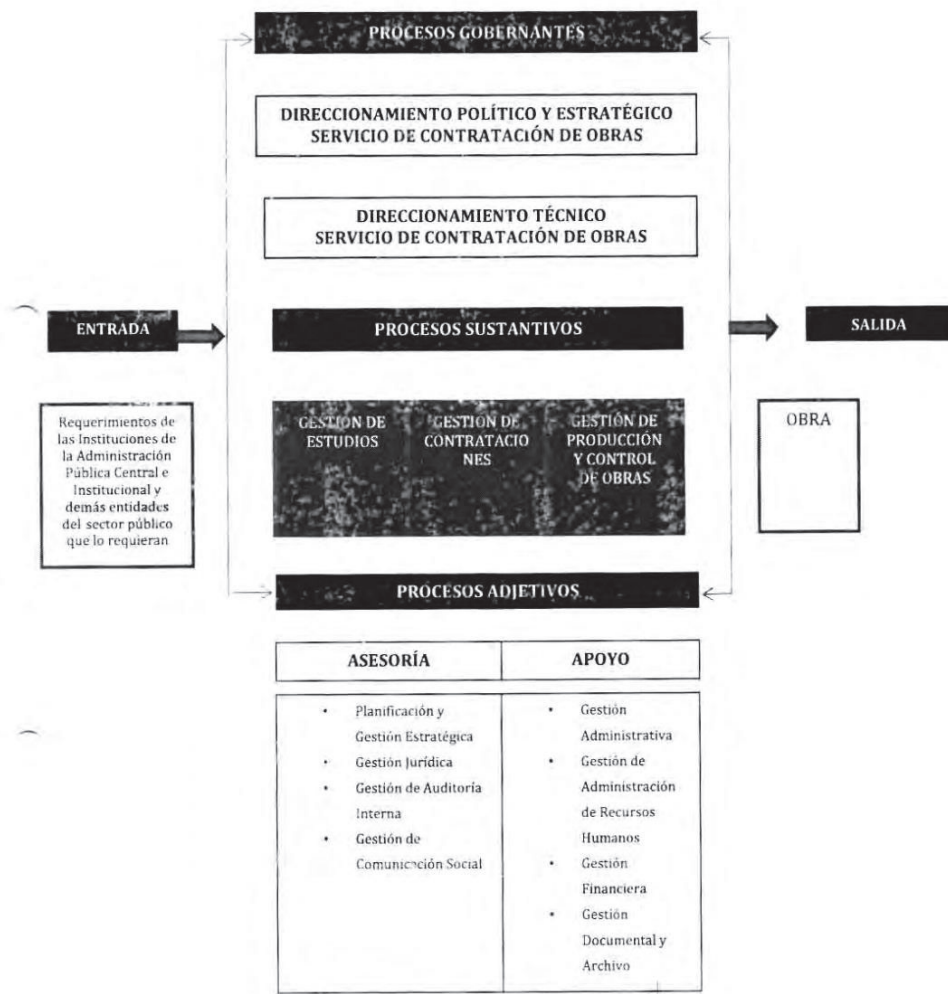 PROCESOS GOBERNANTES
DIRECCIONAMIENTO POLÍTICO Y ESTRATÉGICO
SERVICIO DE CONTRATACIÓN DE OBRAS
DIRECCIONAMIENTO TÉCNICO
SERVICIO DE CONTRATACIÓN DE OBRAS
ENTRADA
PROCESOS SUSTANTIVOS
SALIDA
Requerimientos de
las Instituciones de
la Administración
Pública Central e
Institucional y
demás entidades
del sector público
que lo requieran
GESTIÓN DE
ESTUDIOS
GESTIÓN DE
CONTRATACIO
NES
GESTIÓN DE
PRODUCCIÓN
Y CONTROL
DE OBRAS
OBRA
PROCESOS ADJETIVOS
ASESORÍA
• Planificación y
Gestión Estratégica
• Gestión Jurídica
• Gestión de Auditoría
Interna
• Gestión de
Comunicación Social
APOYO
• Gestión
Administrativa
• Gestión de
Administración
de Recursos
Humanos
• Gestión
Financiera
• Gestión
Documental y
Archivo